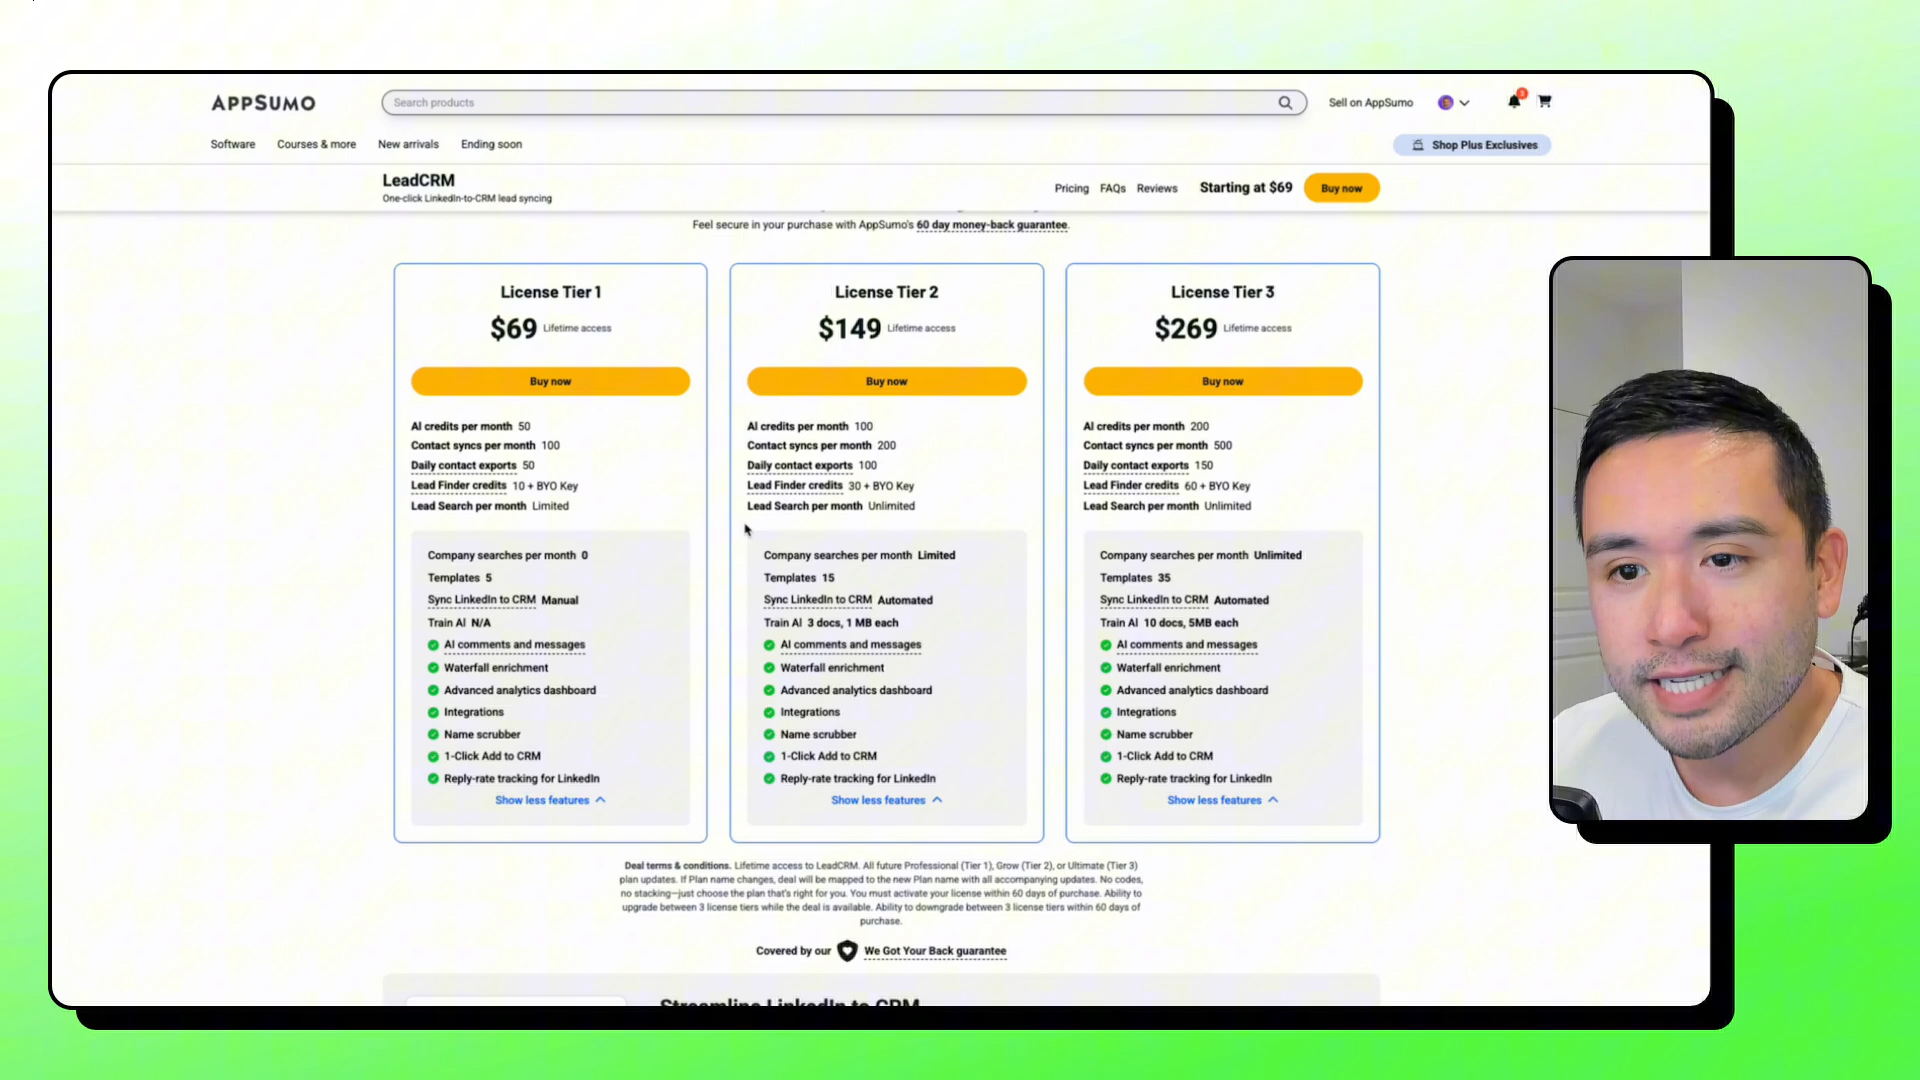 APPSUMO
Search products
Sell on AppSumo
3
Software Courses & more New arrivals Ending soon
Shop Plus Exclusives
LeadCRM
One-click LinkedIn-to-CRM lead syncing
Pricing FAQs Reviews Starting at $69 Buy now
Feel secure in your purchase with AppSumo's 60 day money-back guarantee.
License Tier 1
$69 Lifetime access
Buy now
AI credits per month 50
Contact syncs per month 100
Daily contact exports 50
Lead Finder credits 10 + BYO Key
Lead Search per month Limited
Company searches per month 0
Templates 5
Sync LinkedIn to CRM Manual
Train AI N/A
AI comments and messages
Waterfall enrichment
Advanced analytics dashboard
Integrations
Name scrubber
1-Click Add to CRM
Reply-rate tracking for LinkedIn
Show less features
License Tier 2
$149 Lifetime access
Buy now
AI credits per month 100
Contact syncs per month 200
Daily contact exports 100
Lead Finder credits 30 + BYO Key
Lead Search per month Unlimited
Company searches per month Limited
Templates 15
Sync LinkedIn to CRM Automated
Train AI 3 docs, 1 MB each
AI comments and messages
Waterfall enrichment
Advanced analytics dashboard
Integrations
Name scrubber
1-Click Add to CRM
Reply-rate tracking for LinkedIn
Show less features
License Tier 3
$269 Lifetime access
Buy now
AI credits per month 200
Contact syncs per month 500
Daily contact exports 150
Lead Finder credits 60 + BYO Key
Lead Search per month Unlimited
Company searches per month Unlimited
Templates 35
Sync LinkedIn to CRM Automated
Train AI 10 docs, 5MB each
AI comments and messages
Waterfall enrichment
Advanced analytics dashboard
Integrations
Name scrubber
1-Click Add to CRM
Reply-rate tracking for LinkedIn
Show less features
Deal terms & conditions. Lifetime access to LeadCRM. All future Professional (Tier 1), Grow (Tier 2), or Ultimate (Tier 3)
plan updates. If Plan name changes, deal will be mapped to the new Plan name with all accompanying updates. No codes,
no stacking—just choose the plan that's right for you. You must activate your license within 60 days of purchase. Ability to
upgrade between 3 license tiers while the deal is available. Ability to downgrade between 3 license tiers within 60 days of
purchase.
Covered by our We Got Your Back guarantee
Streamline LinkedIn to CRM